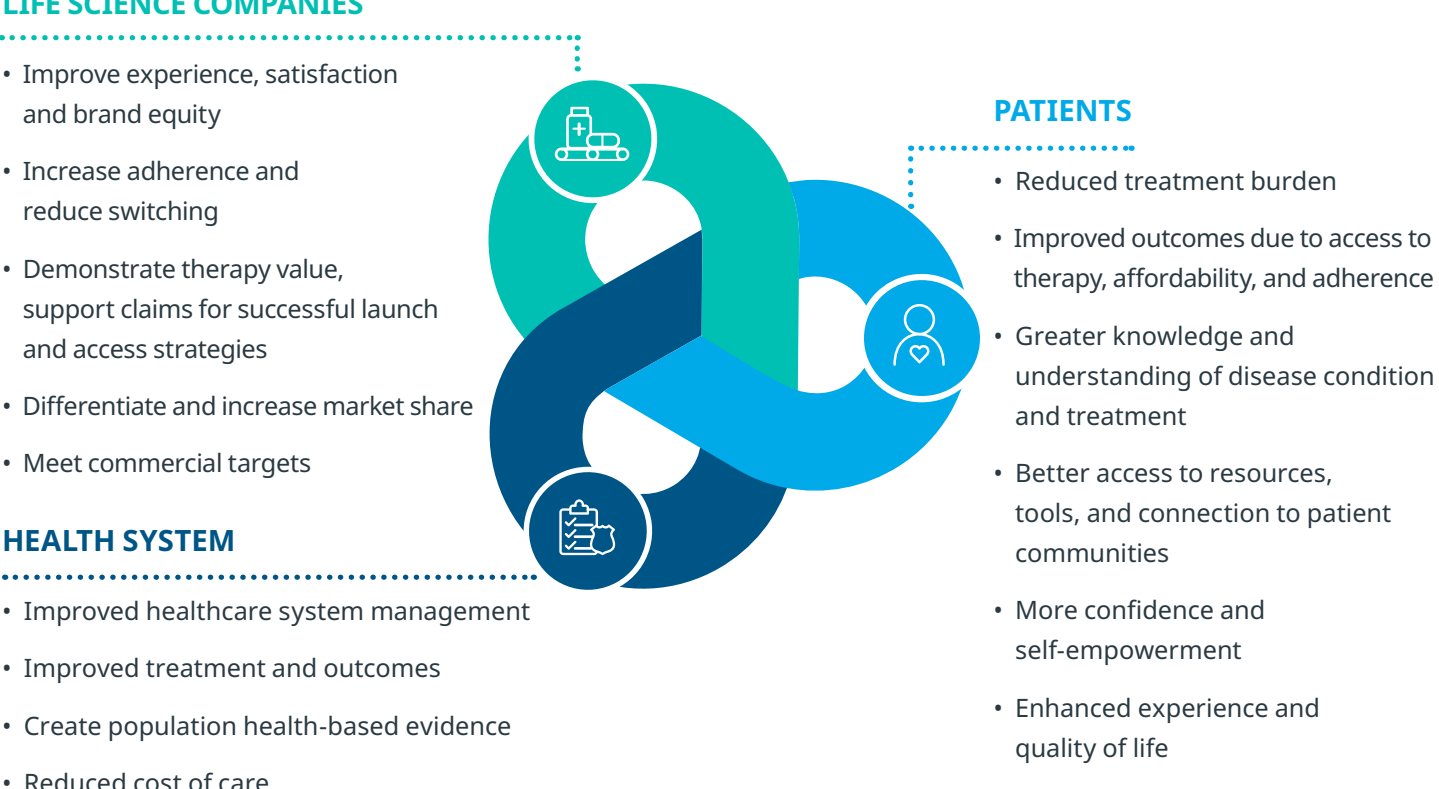 LIFE SCIENCE COMPANIES
• Improve experience, satisfaction
and brand equity
• Increase adherence and
reduce switching
• Demonstrate therapy value,
support claims for successful launch
and access strategies
• Differentiate and increase market share
• Meet commercial targets
HEALTH SYSTEM
• Improved healthcare system management
• Improved treatment and outcomes
• Create population health-based evidence
• Reduced cost of care
PATIENTS
• Reduced treatment burden
• Improved outcomes due to access to
therapy, affordability, and adherence
• Greater knowledge and
understanding of disease condition
and treatment
• Better access to resources,
tools, and connection to patient
communities
• More confidence and
self-empowerment
• Enhanced experience and
quality of life